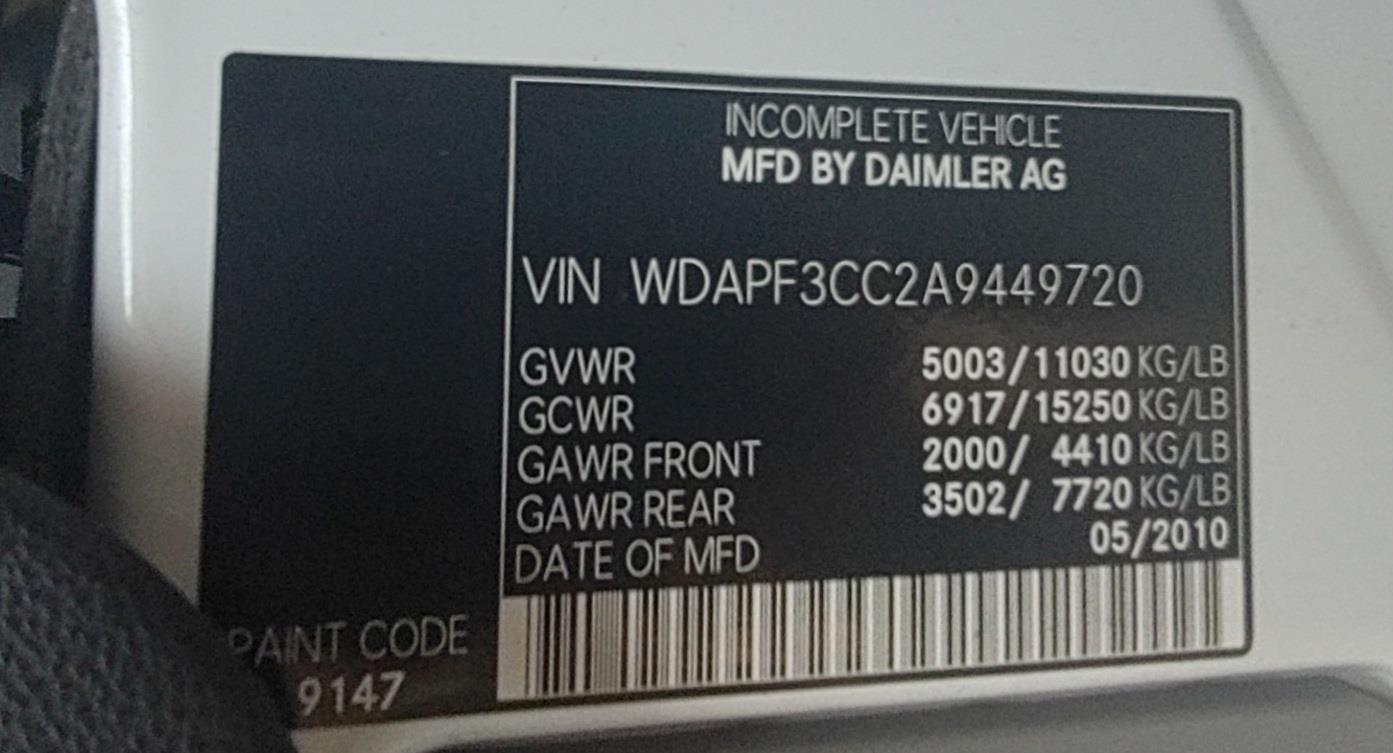 INCOMPLETE VEHICLE
MFD BY DAIMLER AG
VIN WDAPF3CC2A9449720
GVWR 5003/11030 KG/LB
GCWR 6917/15250 KG/LB
GAWR FRONT 2000/ 4410 KG/LB
GAWR REAR 3502/ 7720 KG/LB
DATE OF MFD 05/2010
PAINT CODE
9147